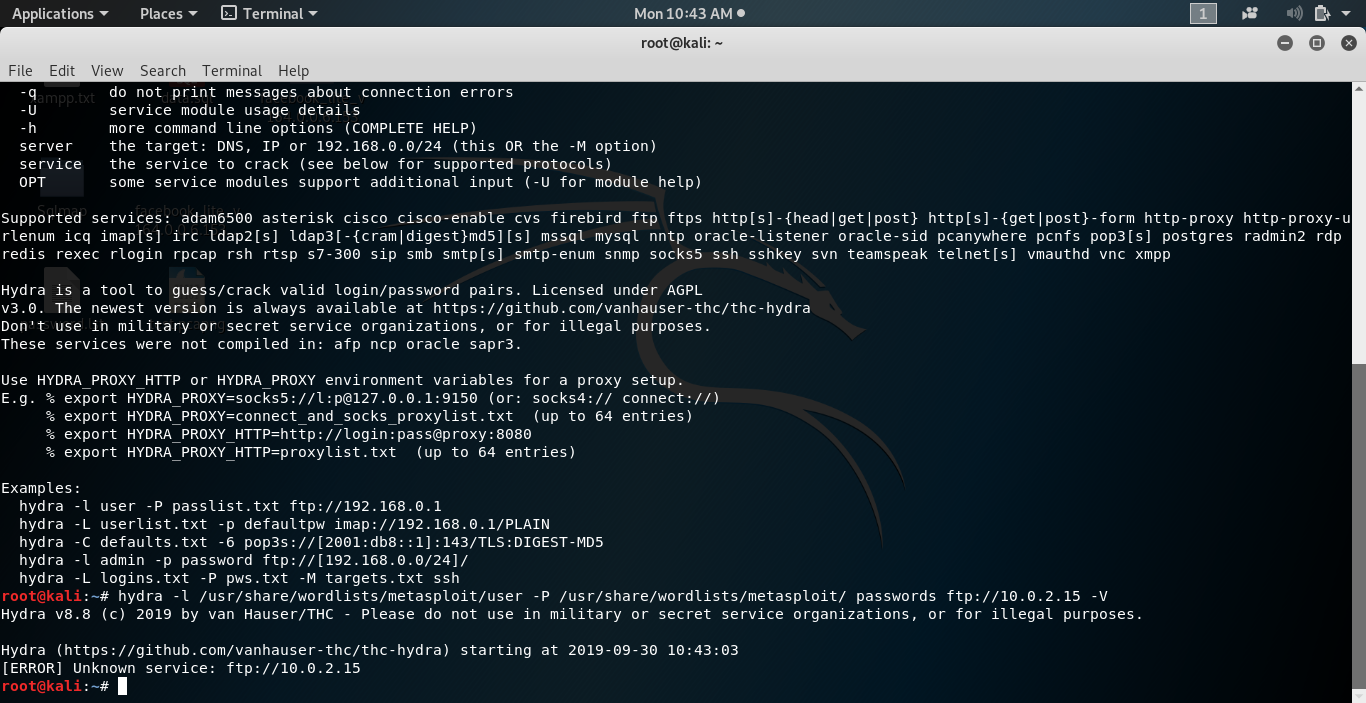 Applications Places Terminal Mon 10:43 AM 1
root@kali: ~
File Edit View Search Terminal Help
-q do not print messages about connection errors
-U service module usage details
-h more command line options (COMPLETE HELP)
server the target: DNS, IP or 192.168.0.0/24 (this OR the -M option)
service the service to crack (see below for supported protocols)
OPT some service modules support additional input (-U for module help)
Supported services: adam6500 asterisk cisco cisco-enable cvs firebird ftp ftps http[s]-{head|get|post} http[s]-{get|post}-form http-proxy http-proxy-u
rlenum icq imap[s] irc ldap2[s] ldap3[-{cram|digest}md5][s] mssql mysql nntp oracle-listener oracle-sid pcanywhere pcnfs pop3[s] postgres radmin2 rdp
redis rexec rlogin rpcap rsh rtsp s7-300 sip smb smtp[s] smtp-enum snmp socks5 ssh sshkey svn teamspeak telnet[s] vmauthd vnc xmpp
Hydra is a tool to guess/crack valid login/password pairs. Licensed under AGPL
v3.0. The newest version is always available at https://github.com/vanhauser-thc/thc-hydra
Don't use in military or secret service organizations, or for illegal purposes.
These services were not compiled in: afp ncp oracle sapr3.
Use HYDRA_PROXY_HTTP or HYDRA_PROXY environment variables for a proxy setup.
E.g. % export HYDRA_PROXY=socks5://l:p@127.0.0.1:9150 (or: socks4:// connect://)
% export HYDRA_PROXY=connect_and_socks_proxylist.txt (up to 64 entries)
% export HYDRA_PROXY_HTTP=http://login:pass@proxy:8080
% export HYDRA_PROXY_HTTP=proxylist.txt (up to 64 entries)
Examples:
hydra -l user -P passlist.txt ftp://192.168.0.1
hydra -L userlist.txt -p defaultpw imap://192.168.0.1/PLAIN
hydra -C defaults.txt -6 pop3s://[2001:db8::1]:143/TLS:DIGEST-MD5
hydra -l admin -p password ftp://[192.168.0.0/24]/
hydra -L logins.txt -P pws.txt -M targets.txt ssh
root@kali:~# hydra -l /usr/share/wordlists/metasploit/user -P /usr/share/wordlists/metasploit/ passwords ftp://10.0.2.15 -V
Hydra v8.8 (c) 2019 by van Hauser/THC - Please do not use in military or secret service organizations, or for illegal purposes.
Hydra (https://github.com/vanhauser-thc/thc-hydra) starting at 2019-09-30 10:43:03
[ERROR] Unknown service: ftp://10.0.2.15
root@kali:~#